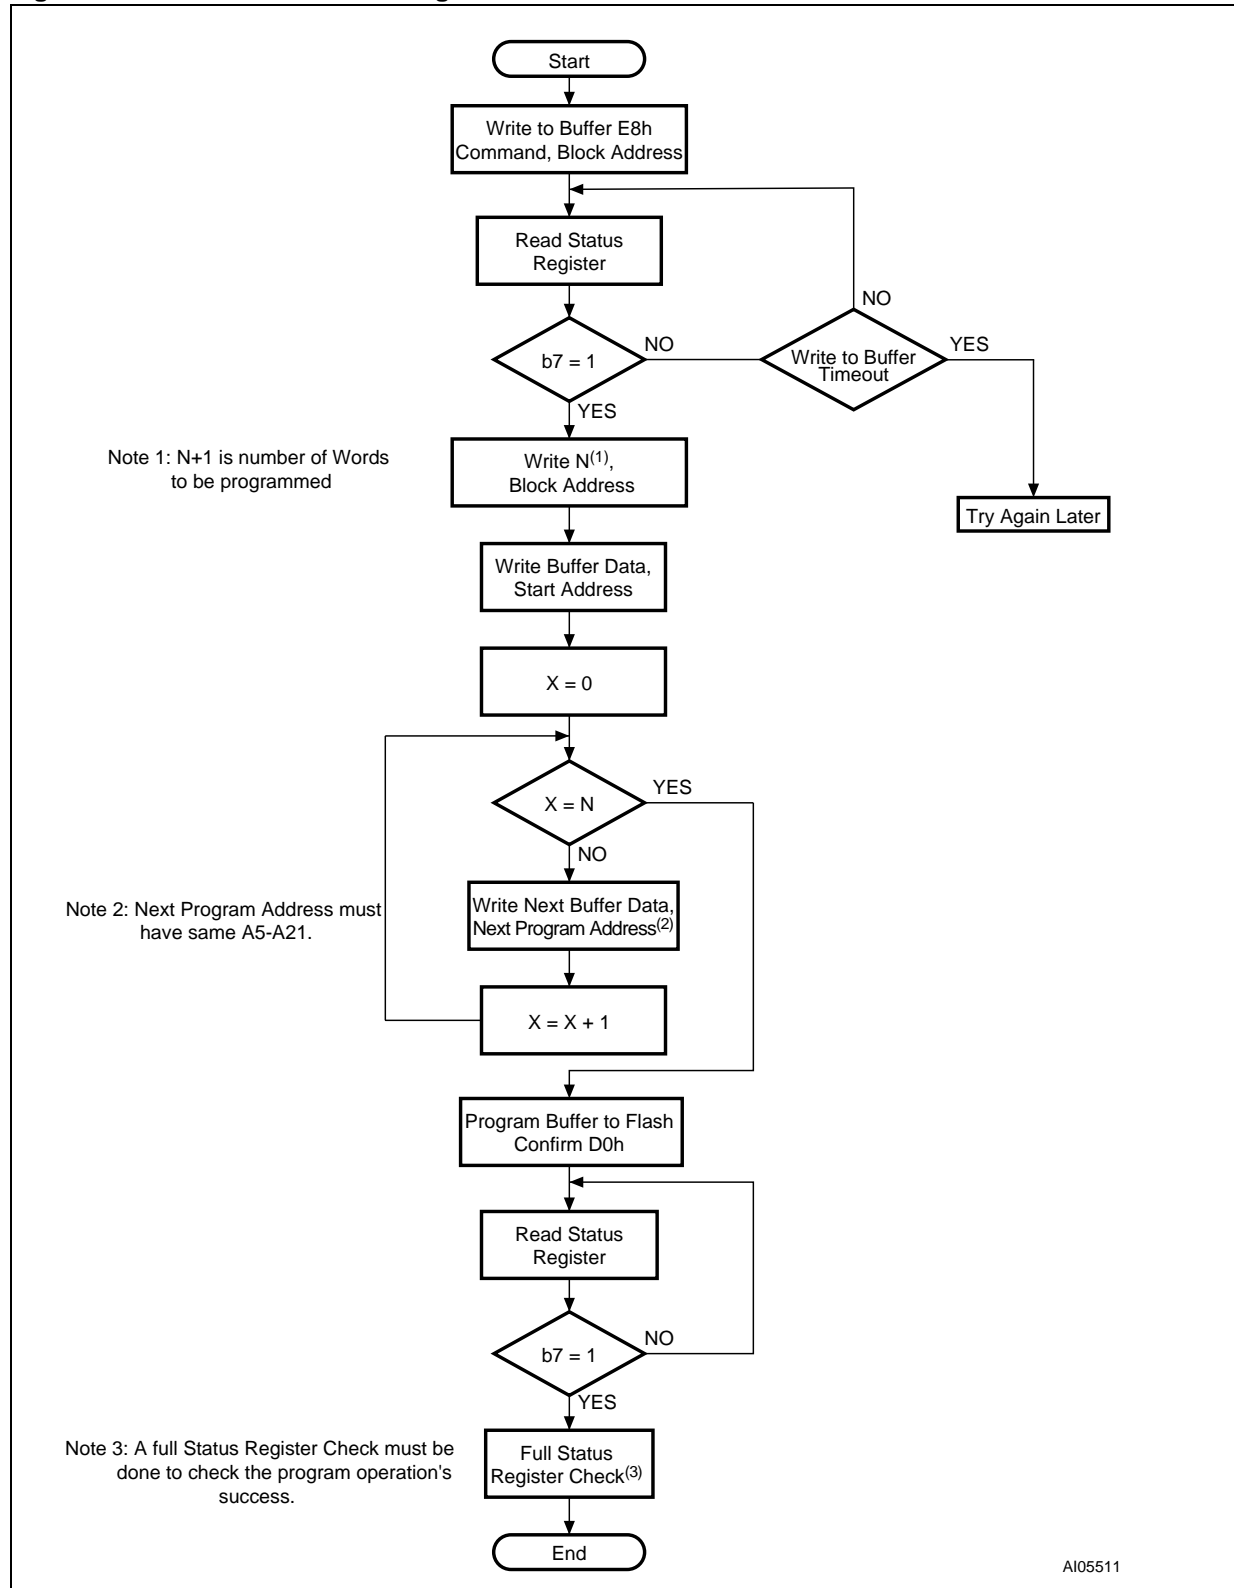 Start
Write to Buffer E8h
Command, Block Address
Read Status
Register
NO
b7 = 1
NO
Write to Buffer
Timeout
YES
YES
Note 1: N+1 is number of Words
to be programmed
Write N(1),
Block Address
Try Again Later
Write Buffer Data,
Start Address
X = 0
X = N
YES
NO
Note 2: Next Program Address must
have same A5-A21.
Write Next Buffer Data,
Next Program Address(2)
X = X + 1
Program Buffer to Flash
Confirm D0h
Read Status
Register
b7 = 1
NO
YES
Note 3: A full Status Register Check must be
done to check the program operation's
success.
Full Status
Register Check(3)
End
AI05511